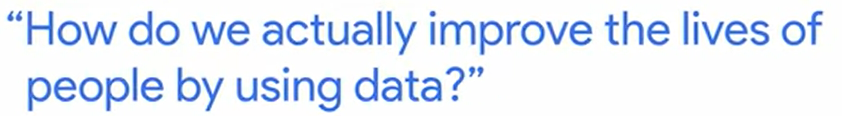 “How do we actually improve the lives of
people by using data?”